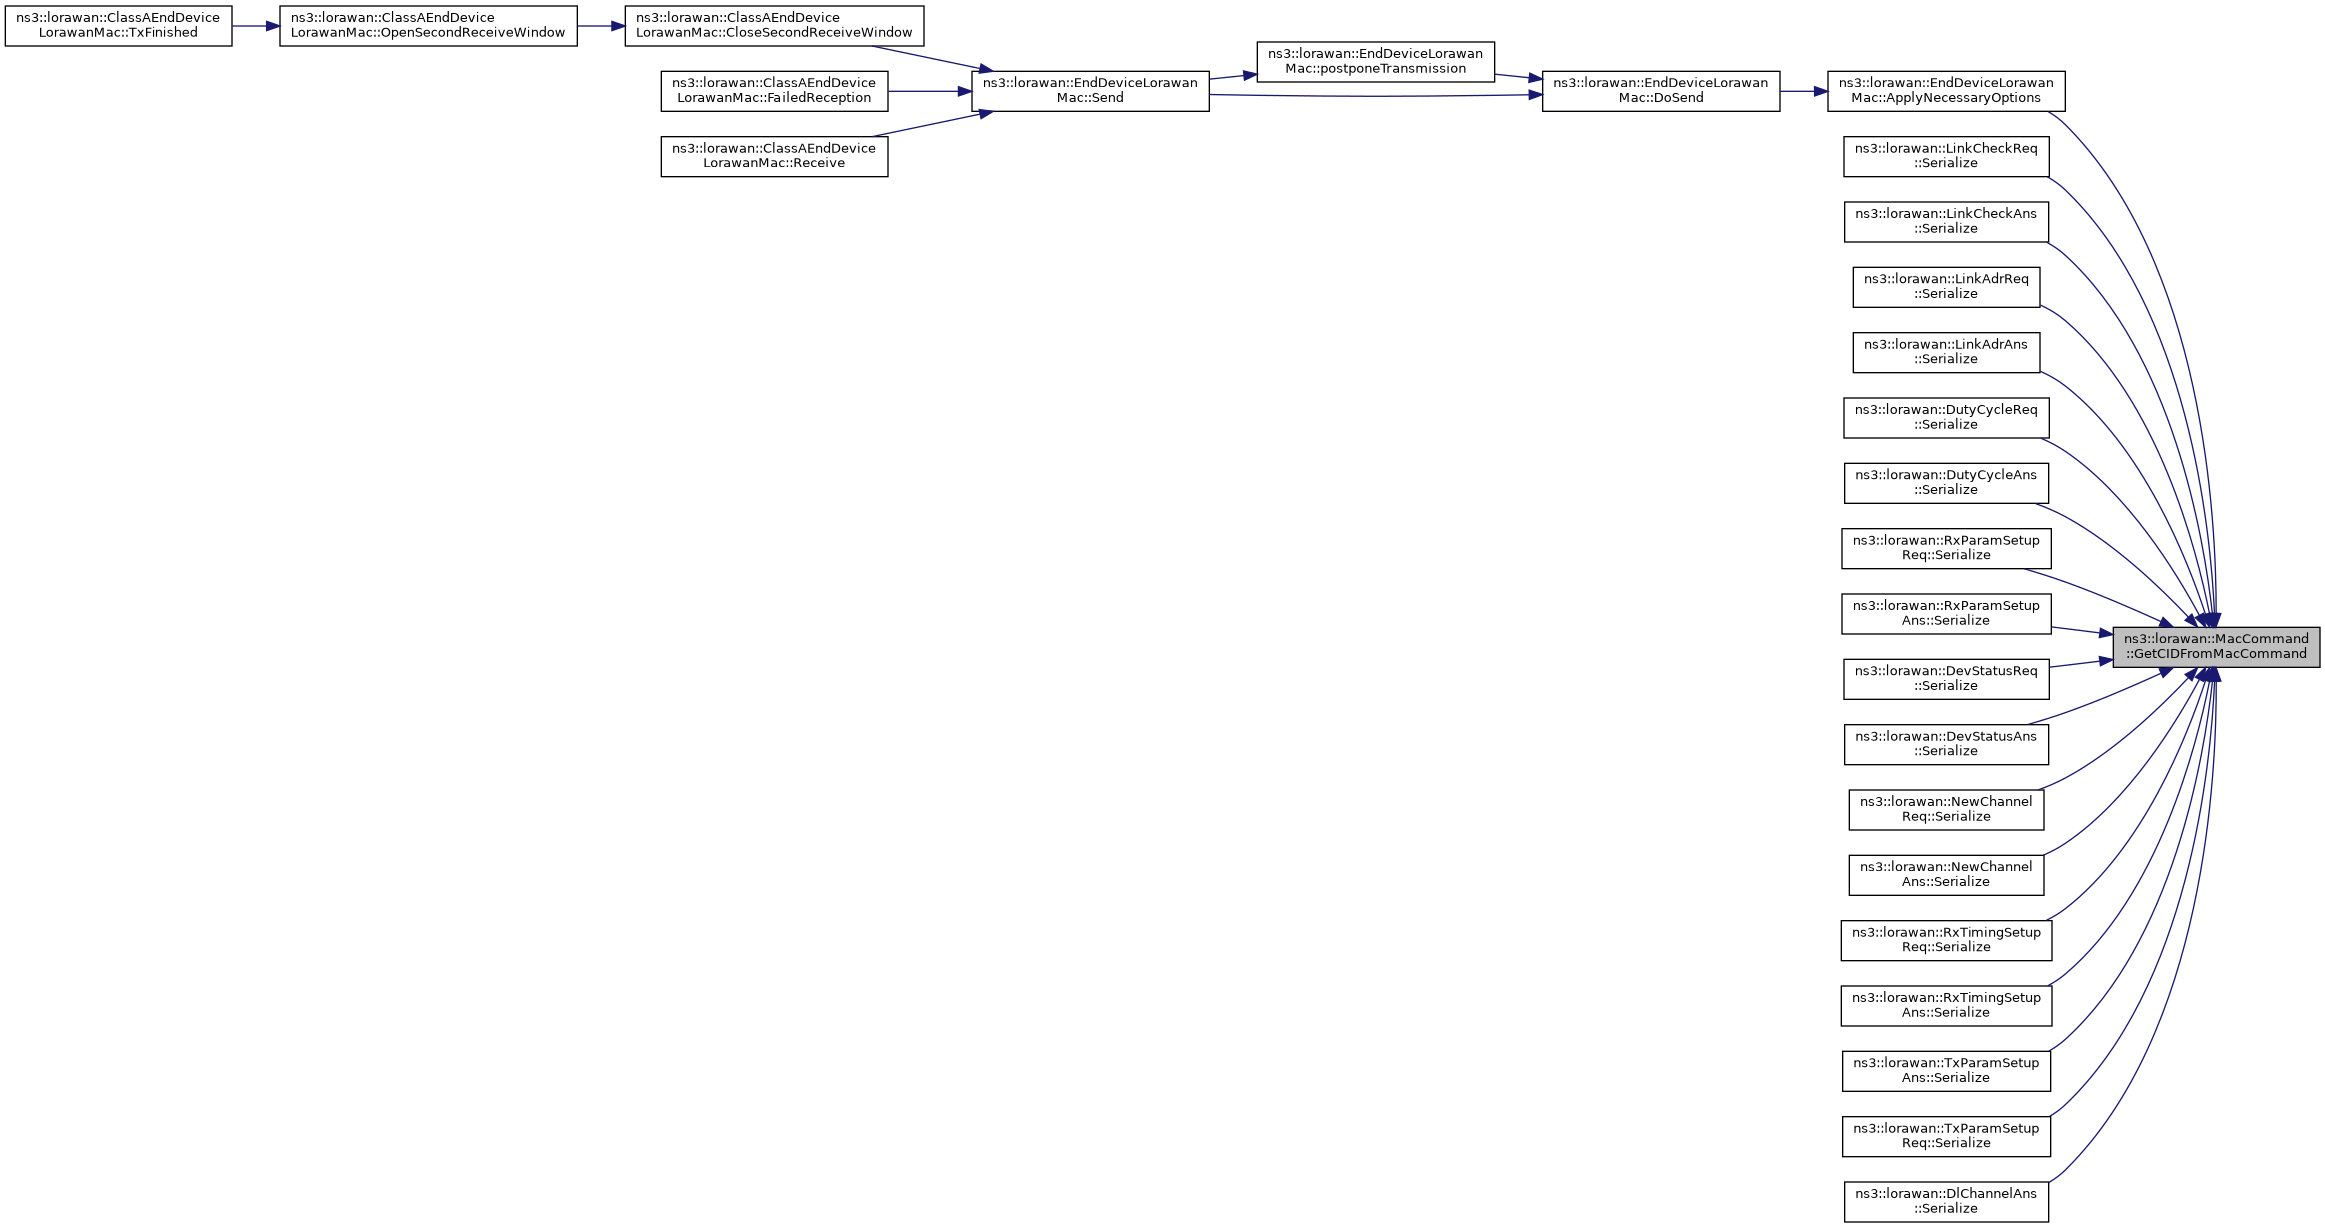 ns3::lorawan::ClassAEndDevice
LorawanMac::TxFinished
ns3::lorawan::ClassAEndDevice
LorawanMac::OpenSecondReceiveWindow
ns3::lorawan::ClassAEndDevice
LorawanMac::CloseSecondReceiveWindow
ns3::lorawan::ClassAEndDevice
LorawanMac::FailedReception
ns3::lorawan::ClassAEndDevice
LorawanMac::Receive
ns3::lorawan::EndDeviceLorawan
Mac::Send
ns3::lorawan::EndDeviceLorawan
Mac::postponeTransmission
ns3::lorawan::EndDeviceLorawan
Mac::DoSend
ns3::lorawan::EndDeviceLorawan
Mac::ApplyNecessaryOptions
ns3::lorawan::LinkCheckReq
::Serialize
ns3::lorawan::LinkCheckAns
::Serialize
ns3::lorawan::LinkAdrReq
::Serialize
ns3::lorawan::LinkAdrAns
::Serialize
ns3::lorawan::DutyCycleReq
::Serialize
ns3::lorawan::DutyCycleAns
::Serialize
ns3::lorawan::RxParamSetup
Req::Serialize
ns3::lorawan::RxParamSetup
Ans::Serialize
ns3::lorawan::DevStatusReq
::Serialize
ns3::lorawan::DevStatusAns
::Serialize
ns3::lorawan::NewChannel
Req::Serialize
ns3::lorawan::NewChannel
Ans::Serialize
ns3::lorawan::RxTimingSetup
Req::Serialize
ns3::lorawan::RxTimingSetup
Ans::Serialize
ns3::lorawan::TxParamSetup
Ans::Serialize
ns3::lorawan::TxParamSetup
Req::Serialize
ns3::lorawan::DlChannelAns
::Serialize
ns3::lorawan::MacCommand
::GetCIDFromMacCommand